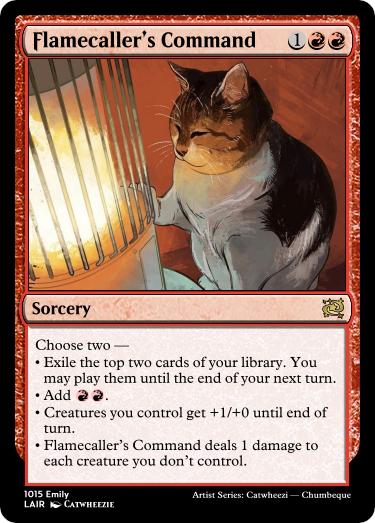 Flamecaller's Command 1
Sorcery
Choose two —
• Exile the top two cards of your library. You
may play them until the end of your next turn.
• Add .
• Creatures you control get +1/+0 until end of
turn.
• Flamecaller's Command deals 1 damage to
each creature you don't control.
1015 Emily
LAIR Catwheezie
Artist Series: Catwheezi — Chumbeque